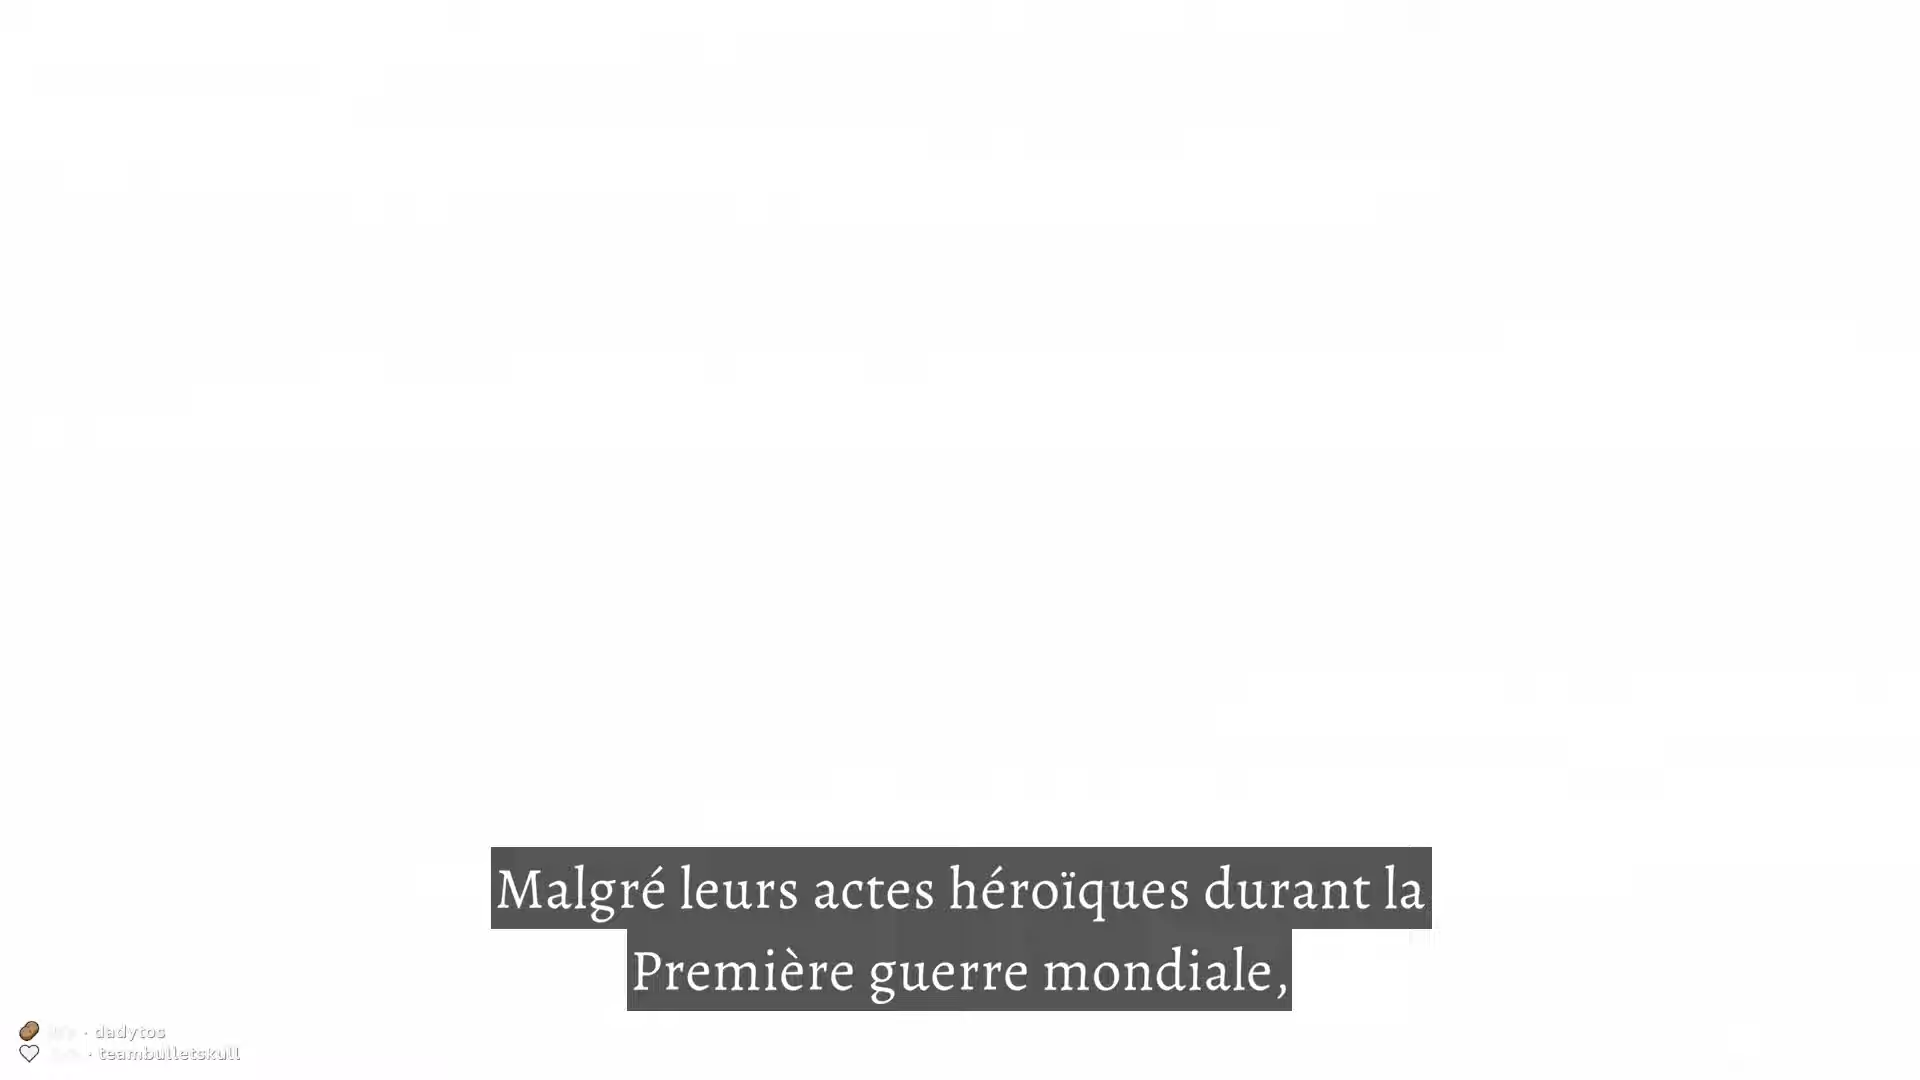 Malgré leurs actes héroïques durant la
Première guerre mondiale,
· dadytos
· teambulletskull